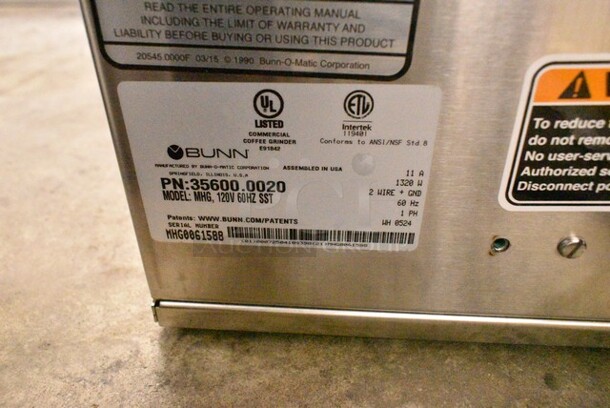 READ THE ENTIRE OPERATING MANUAL
INCLUDING THE LIMIT OF WARRANTY AND
LIABILITY BEFORE BUYING OR USING THIS PRODUCT
20545.0000F 03/15 © 1990 Bunn-O-Matic Corporation
UL
LISTED
COMMERCIAL
COFFEE GRINDER
E91842
ETL
Intertek
119401
Conforms to ANSI/NSF Std 8
BUNN
MANUFACTURED BY BUNN-O-MATIC CORPORATION
SPRINGFIELD, ILLINOIS, U.S.A
ASSEMBLED IN USA
PN:35600.0020
MODEL: MHG, 120V 60HZ SST
11 A
1320 W
2 WIRE + GND
60 Hz
1 PH
WH 0524
Patents: WWW.BUNN.COM/PATENTS
SERIAL NUMBER
MHG0061588
To reduce
do not remo
No user-serv
Authorized s
Disconnect po